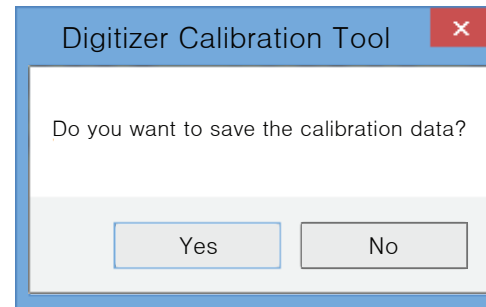 Digitizer Calibration Tool
Do you want to save the calibration data?
Yes
No